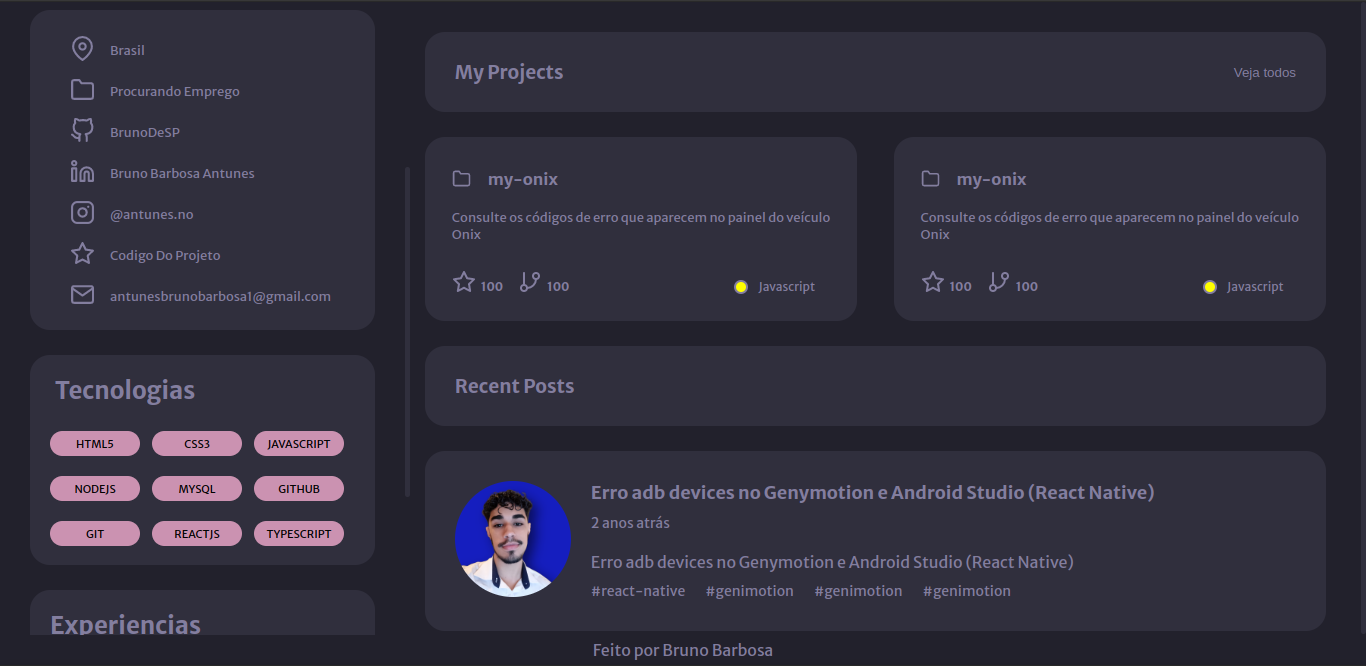 Brasil
Procurando Emprego
BrunoDeSP
Bruno Barbosa Antunes
@antunes.no
Codigo Do Projeto
antunesbrunobarbosa1@gmail.com
Tecnologias
HTML5 CSS3 JAVASCRIPT
NODEJS MYSQL GITHUB
GIT REACTJS TYPESCRIPT
Experiencias
My Projects Veja todos
my-onix
Consulte os códigos de erro que aparecem no painel do veículo
Onix
100 100 Javascript
my-onix
Consulte os códigos de erro que aparecem no painel do veículo
Onix
100 100 Javascript
Recent Posts
Erro adb devices no Genymotion e Android Studio (React Native)
2 anos atrás
Erro adb devices no Genymotion e Android Studio (React Native)
#react-native #genimotion #genimotion #genimotion
Feito por Bruno Barbosa